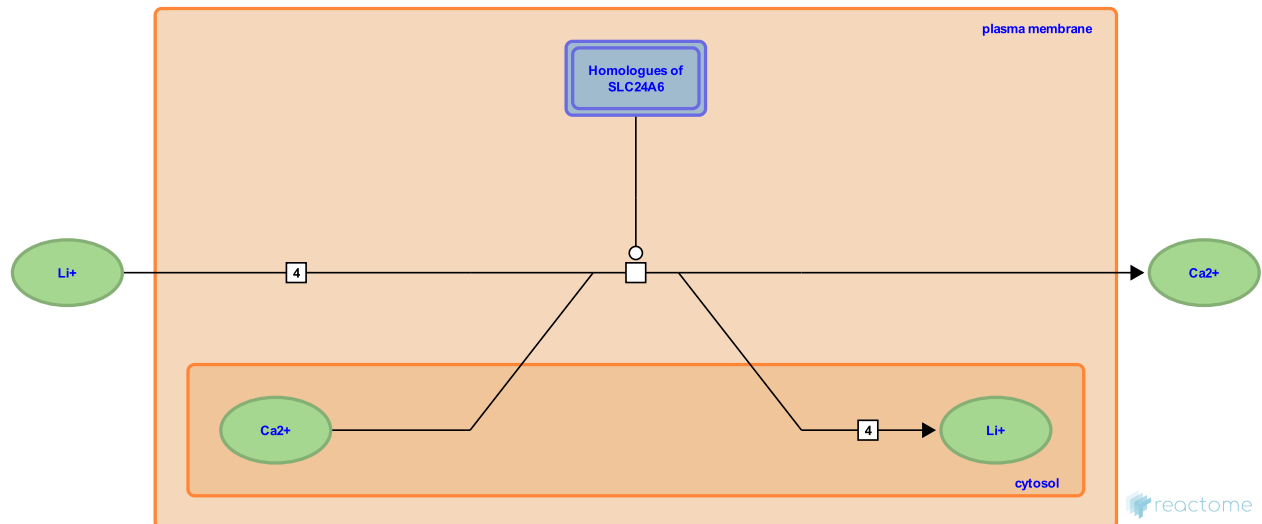 plasma membrane
Homologues of
SLC24A6
Li+
4
Ca2+
Ca2+
4
Li+
cytosol
reactome